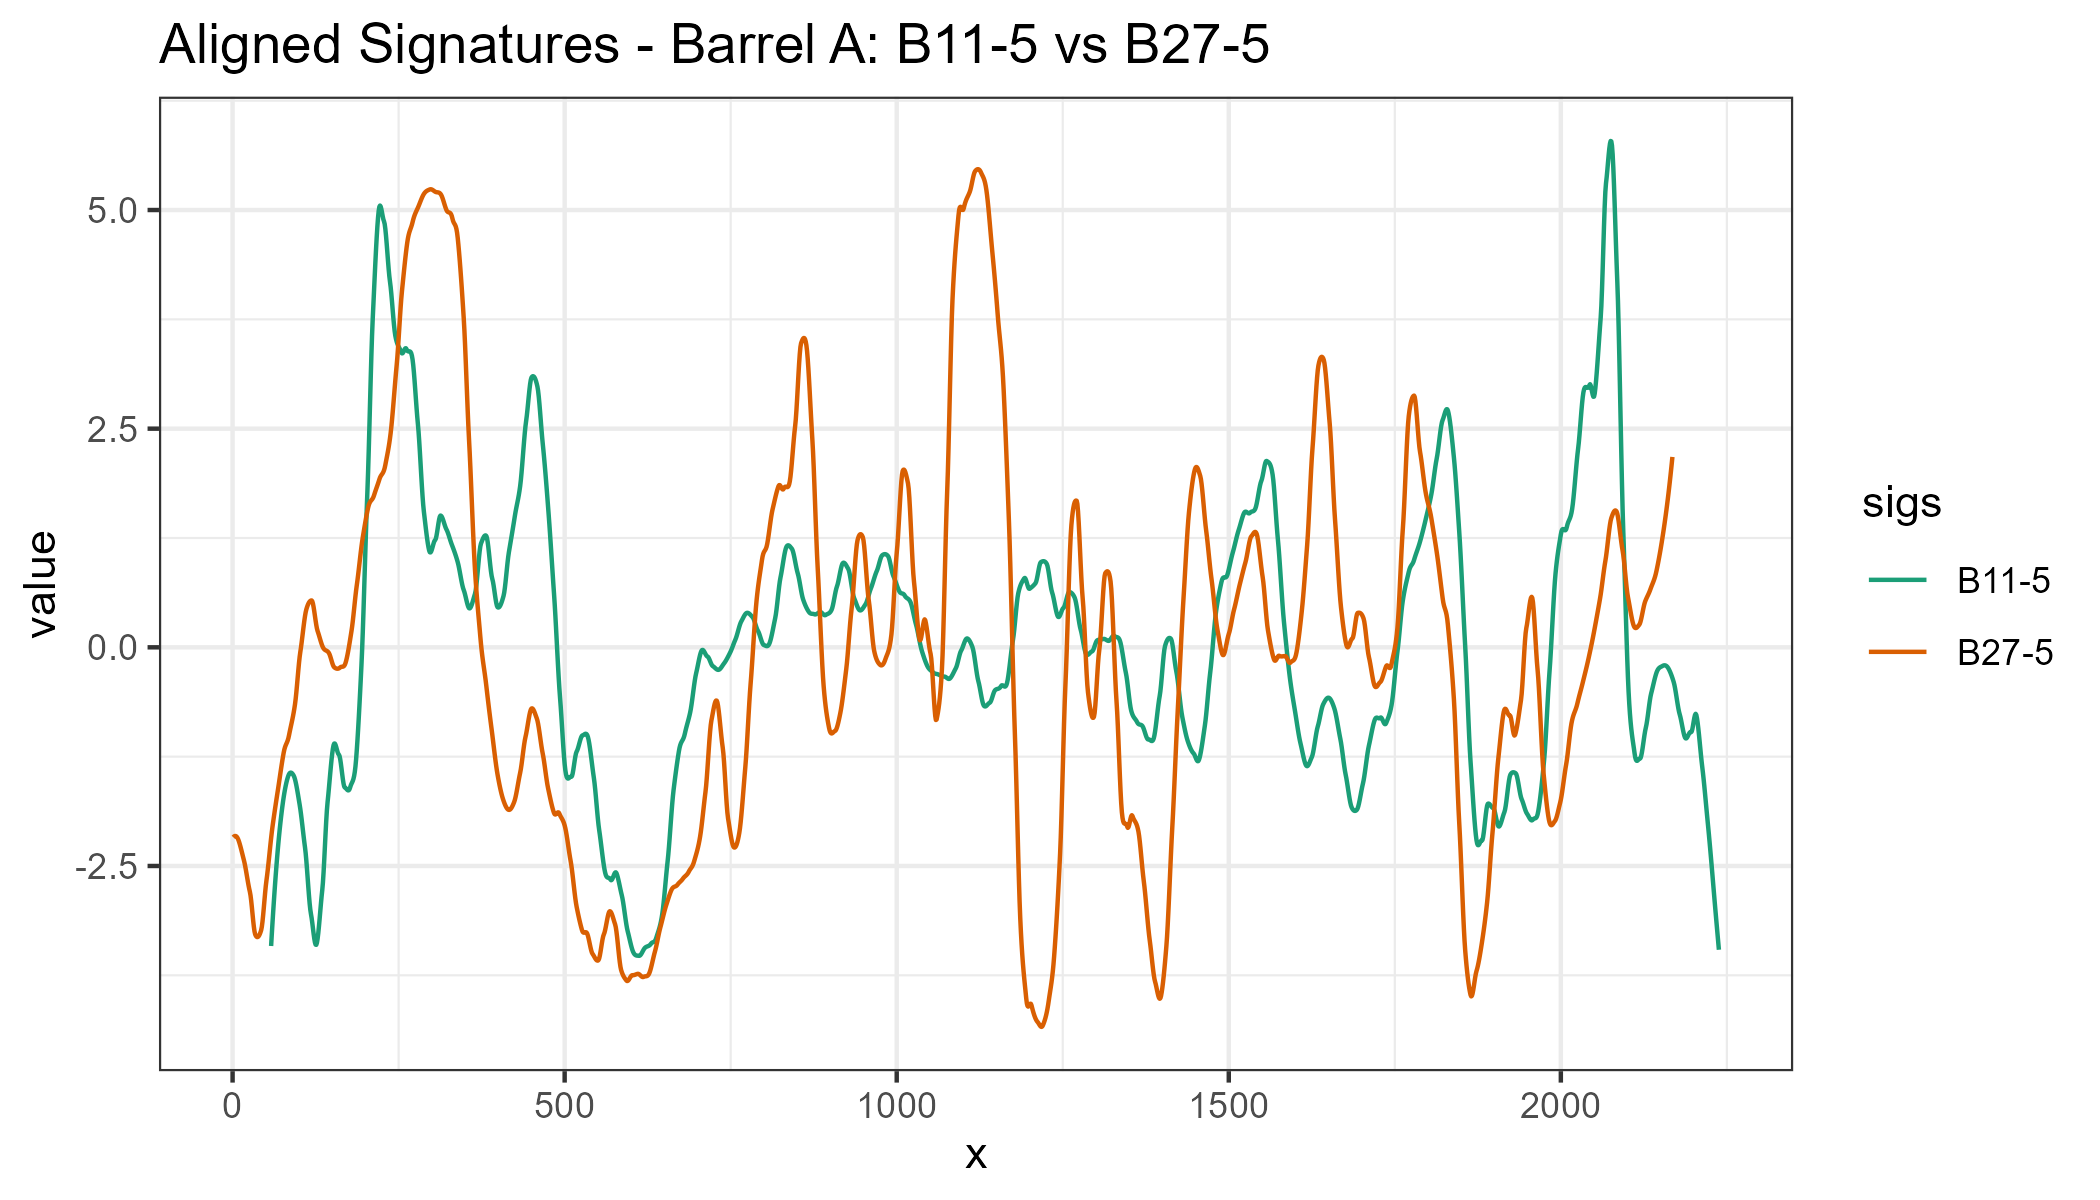 Aligned Signatures - Barrel A: B11-5 vs B27-5
value
5.0
2.5
0.0
-2.5
0 500 1000 1500 2000
x
sigs
B11-5
B27-5